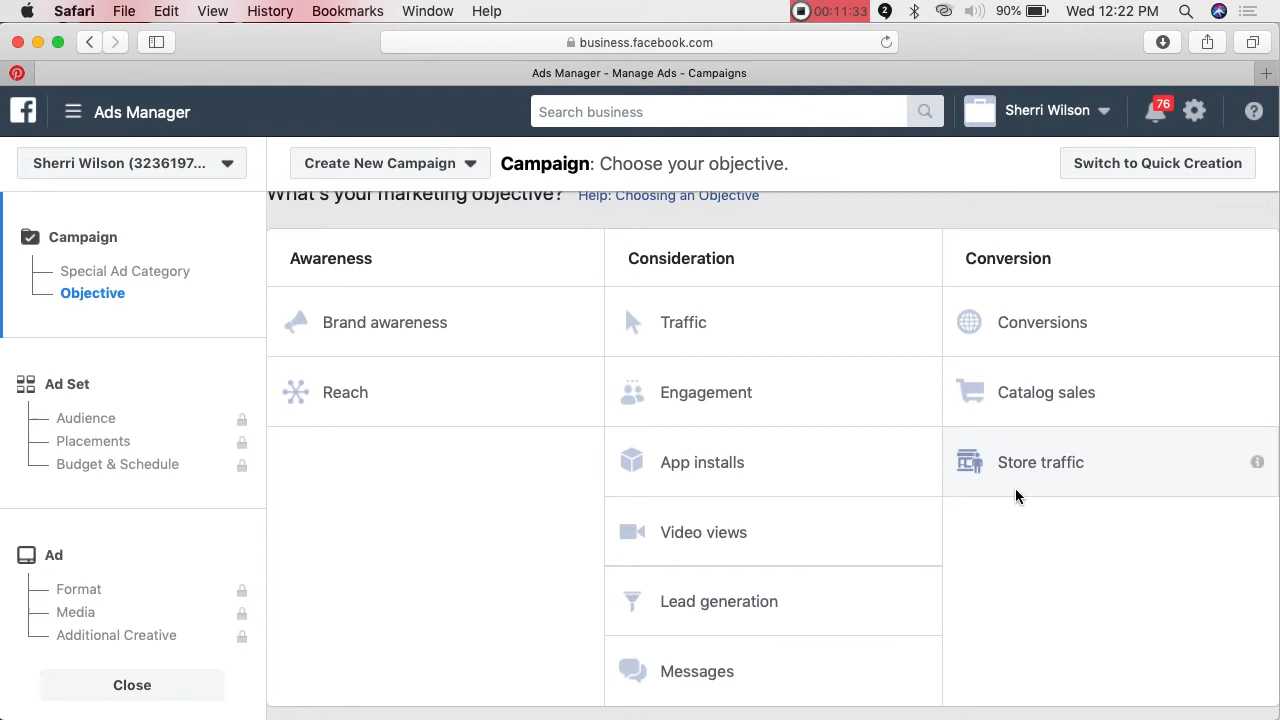 Safari File Edit View History Bookmarks Window Help 00:11:33 2 90% Wed 12:22 PM
business.facebook.com
Ads Manager - Manage Ads - Campaigns
Ads Manager Search business Sherri Wilson 76
Sherri Wilson (3236197... Create New Campaign Campaign: Choose your objective. Switch to Quick Creation
What's your marketing objective? Help: Choosing an Objective
Campaign
Special Ad Category
Objective
Ad Set
Audience
Placements
Budget & Schedule
Ad
Format
Media
Additional Creative
Close
Awareness
Brand awareness
Reach
Consideration
Traffic
Engagement
App installs
Video views
Lead generation
Messages
Conversion
Conversions
Catalog sales
Store traffic